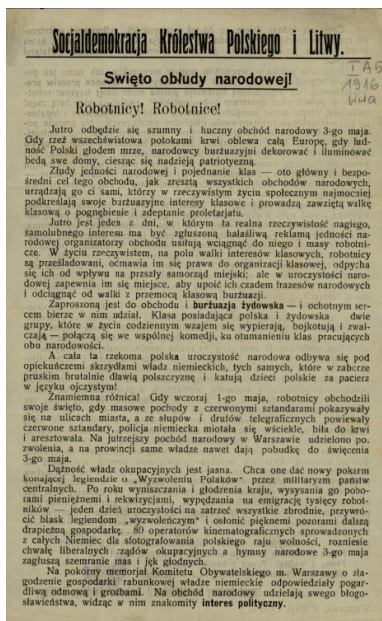 Socjaldemokracja Królestwa Polskiego i Litwy.
Święto obłudy narodowej!
I A5
1916
Robotnicy! Robotnice!
Jutro odbędzie się szumny i huczny obchód narodowy 3-go maja.
Gdy rzeź wszechświatowa potokami krwi oblewa całą Europę, gdy lud-
ność Polski głodem mrze, narodowcy burżuazyjni dekorować i iluminować
będą swe domy, ciesząc się nadzieją patriotyczną.
Złudy jedności narodowej i pojednanie klas — oto główny i bezpo-
średni cel tego obchodu, jak zresztą wszystkich obchodów narodowych,
urządzają go ci sami, którzy w rzeczywistym życiu społecznym najmocniej
podkreślają swoje burżuazyjne interesy klasowe i prowadzą zawziętą walkę
klasową o pognębienie i zdeptanie proletarjatu.
Jutro jest jeden z dni, w którym ta realna rzeczywistość nagiego,
samolubnego interesu ma być zgłuszoną hałaśliwą reklamą jedności na-
rodowej organizatorzy obchodu usiłują wciągnąć do niego i masy robotni-
cze. W życiu rzeczywistem, na polu walki interesów klasowych, robotnicy
są prześladowani, odmawia im się prawa do organizacji klasowej, odpycha
się ich od wpływu na przszły samorząd miejski; ale w uroczystości naro-
dowej zapewnia im się miejsce, aby upoić ich czadem frazesów narodowych
i odciągnąć od walki z przemocą klasową burżuazji.
Zaproszoną jest do obchodu i burżuazja żydowska — i ochotnym ser-
cem bierze w nim udział. Klasa posiadająca polska i żydowska dwie
grupy, które w życiu codziennym wzajem się wypierają, bojkotują i zwal-
czają — połączą się we wspólnej komedji, ku otumanieniu klas pracujących
obu narodowości.
A cała ta rzekoma polska uroczystość narodowa odbywa się pod
opiekuńczemi skrzydłami władz niemieckich, tych samych, które w zaborze
pruskim brutalnie dławią polszczyznę i katują dzieci polskie za pacierz
w języku ojczystym!
Znamienna różnica! Gdy wczoraj 1-go maja, robotnicy obchodzili
swoje święto, gdy masowe pochody z czerwonymi sztandarami pokazywały
się na ulicach miasta, a ze słupów i drutów telegraficznych powiewały
czerwone sztandary, policja niemiecka miotała się wściekle, biła do krwi
i aresztowała. Na jutrzejszy pochód narodowy w Warszawie udzielono po-
zwolenia, a na prowincji same władze nawet dają pobudkę do święcenia
3-go maja.
Dążność władz okupacyjnych jest jasna. Chcą one dać nowy pokarm
konającej legiendzie o „Wyzwoleniu Polaków" przez militaryzm państw
centralnych. Po roku wyniszczania i głodzenia kraju, wysysania go pobo-
rami pieniężnemi i rekwizycjami, wypędzania na emigrację tysięcy robot-
ników — jeden dzień uroczystości na zatrzeć wszystkie zbrodnie, przywró-
cić blask legiendom „wyzwoleńczym" i osłonić pięknemi pozorami dalszą
drapieżną gospodarkę. 80 operatorów kinematograficznych sprowadzonych
z całych Niemiec dla sfotografowania polskiego raju wolności, rozniesie
chwałę liberalnych rządów okupacyjnych a hymny narodowe 3-go maja
zagłuszą szemranie mas i jęk głodnych.
Na pokorny memorjał Komitetu Obywatelskiego m. Warszawy o zła-
godzenie gospodarki rabunkowej władze niemieckie odpowiedziały pogar-
dliwą odmową i groźbami. Na obchód narodowy udzielają swego błogo-
sławieństwa, widząc w nim znakomity interes polityczny.